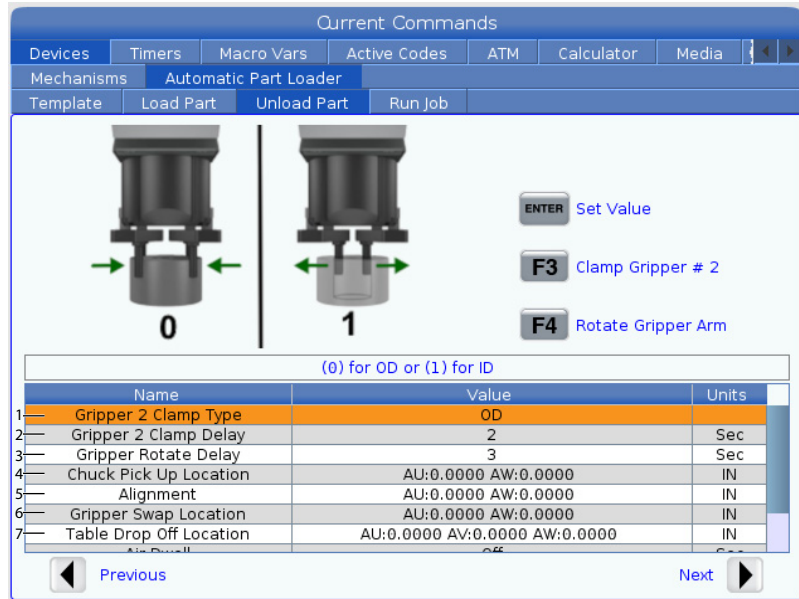 Current Commands
Devices Timers Macro Vars Active Codes ATM Calculator Media
Mechanisms Automatic Part Loader
Template Load Part Unload Part Run Job
ENTER Set Value
F3 Clamp Gripper # 2
F4 Rotate Gripper Arm
0 1
(0) for OD or (1) for ID
Name Value Units
1 Gripper 2 Clamp Type OD
2 Gripper 2 Clamp Delay 2 Sec
3 Gripper Rotate Delay 3 Sec
4 Chuck Pick Up Location AU:0.0000 AW:0.0000 IN
5 Alignment AU:0.0000 AW:0.0000 IN
6 Gripper Swap Location AU:0.0000 AW:0.0000 IN
7 Table Drop Off Location AU:0.0000 AV:0.0000 AW:0.0000 IN
Air Dwell Off Sec
Previous Next